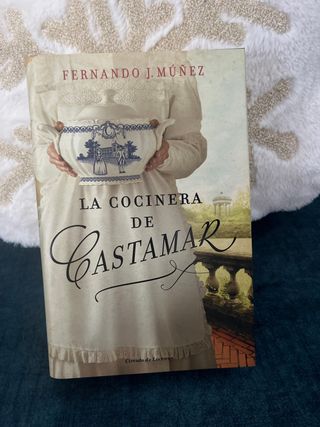 FERNANDO J. MÚÑEZ
LA COCINERA
DE
CASTAMAR
Círculo de Lectores